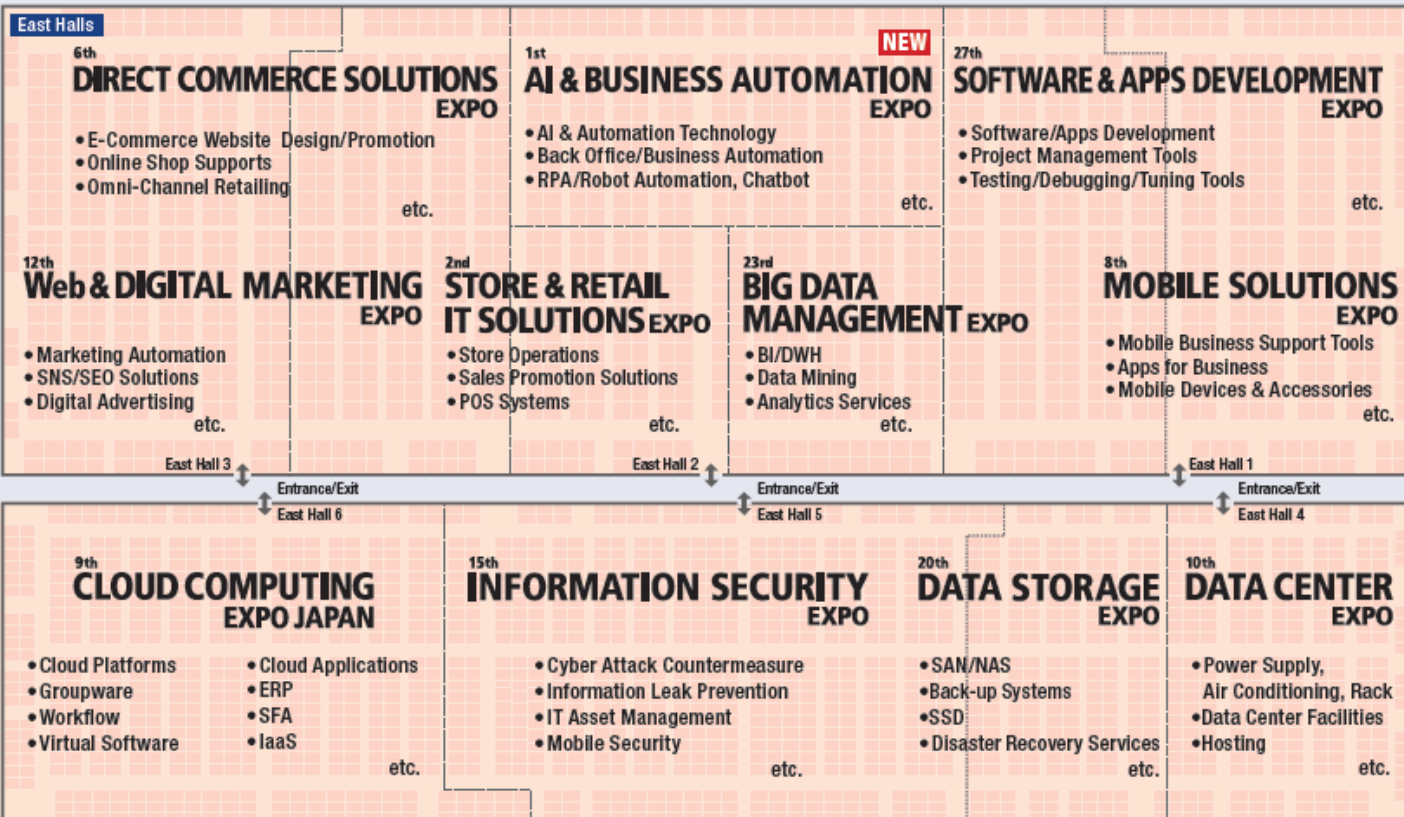 East Halls
6th
DIRECT COMMERCE SOLUTIONS
EXPO
•E-Commerce Website Design/Promotion
•Online Shop Supports
•Omni-Channel Retailing
etc.
NEW
1st
AI & BUSINESS AUTOMATION
EXPO
•AI & Automation Technology
•Back Office/Business Automation
•RPA/Robot Automation, Chatbot
etc.
27th
SOFTWARE & APPS DEVELOPMENT
EXPO
•Software/Apps Development
•Project Management Tools
•Testing/Debugging/Tuning Tools
etc.
12th
Web & DIGITAL MARKETING
EXPO
•Marketing Automation
•SNS/SEO Solutions
•Digital Advertising
etc.
2nd
STORE & RETAIL
IT SOLUTIONS EXPO
•Store Operations
•Sales Promotion Solutions
•POS Systems
etc.
23rd
BIG DATA
MANAGEMENT EXPO
•BI/DWH
•Data Mining
•Analytics Services
etc.
8th
MOBILE SOLUTIONS
EXPO
•Mobile Business Support Tools
•Apps for Business
•Mobile Devices & Accessories
etc.
East Hall 3
East Hall 2
East Hall 1
Entrance/Exit
Entrance/Exit
Entrance/Exit
East Hall 6
East Hall 5
East Hall 4
9th
CLOUD COMPUTING
EXPO JAPAN
•Cloud Platforms
•Groupware
•Workflow
•Virtual Software
•Cloud Applications
•ERP
•SFA
•IaaS
etc.
15th
INFORMATION SECURITY
EXPO
•Cyber Attack Countermeasure
•Information Leak Prevention
•IT Asset Management
•Mobile Security
etc.
20th
DATA STORAGE
EXPO
•SAN/NAS
•Back-up Systems
•SSD
•Disaster Recovery Services
etc.
10th
DATA CENTER
EXPO
•Power Supply,
Air Conditioning, Rack
•Data Center Facilities
•Hosting
etc.